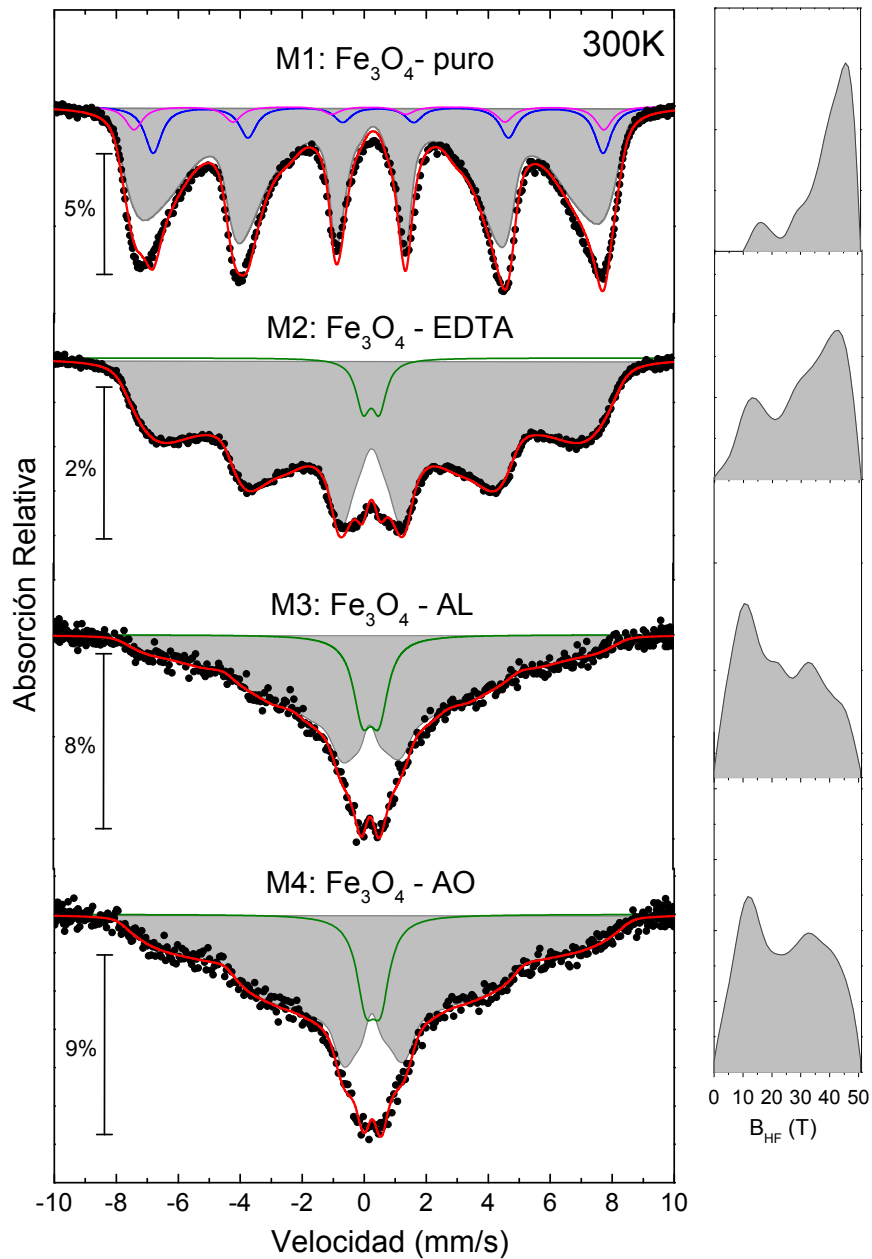 M1: Fe₃O₄- puro
300K
5%
M2: Fe₃O₄ - EDTA
2%
M3: Fe₃O₄ - AL
8%
M4: Fe₃O₄ - AO
9%
Absorción Relativa
-10 -8 -6 -4 -2 0 2 4 6 8 10
Velocidad (mm/s)
0 10 20 30 40 50
B_HF (T)